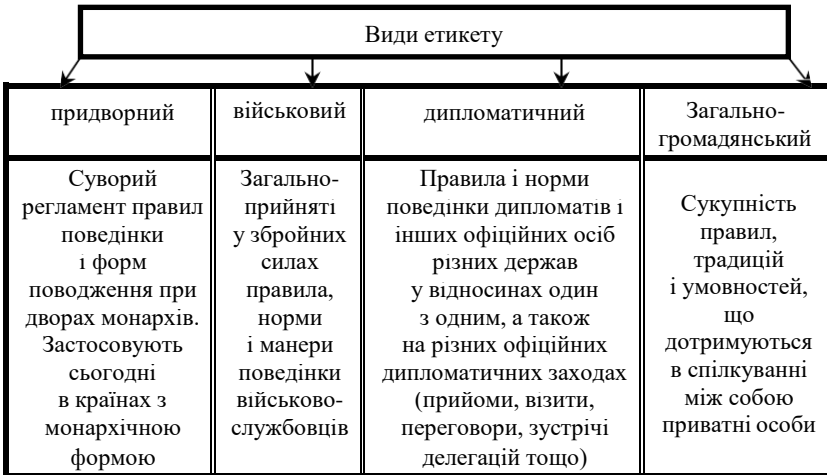 Види етикету
придворний
військовий
дипломатичний
Загально-
громадянський
Суворий
регламент правил
поведінки
і форм
поводження при
дворах монархів.
Застосовують
сьогодні
в країнах з
монархічною
формою
Загально-
прийняті
у збройних
силах
правила,
норми
і манери
поведінки
військово-
службовців
Правила і норми
поведінки дипломатів і
інших офіційних осіб
різних держав
у відносинах один
з одним, а також
на різних офіційних
дипломатичних заходах
(прийоми, візити,
переговори, зустрічі
делегацій тощо)
Сукупність
правил,
традицій
і умовностей,
що
дотримуються
в спілкуванні
між собою
приватні особи